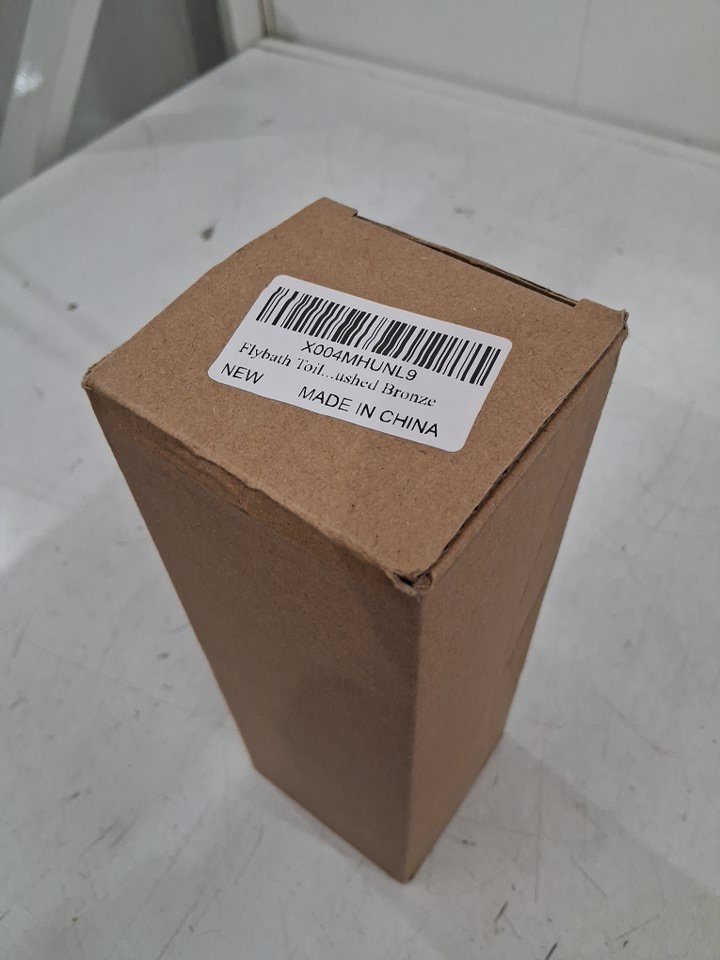 X004MHUNL9
Flybath Toil...ushed Bronze
NEW
MADE IN CHINA